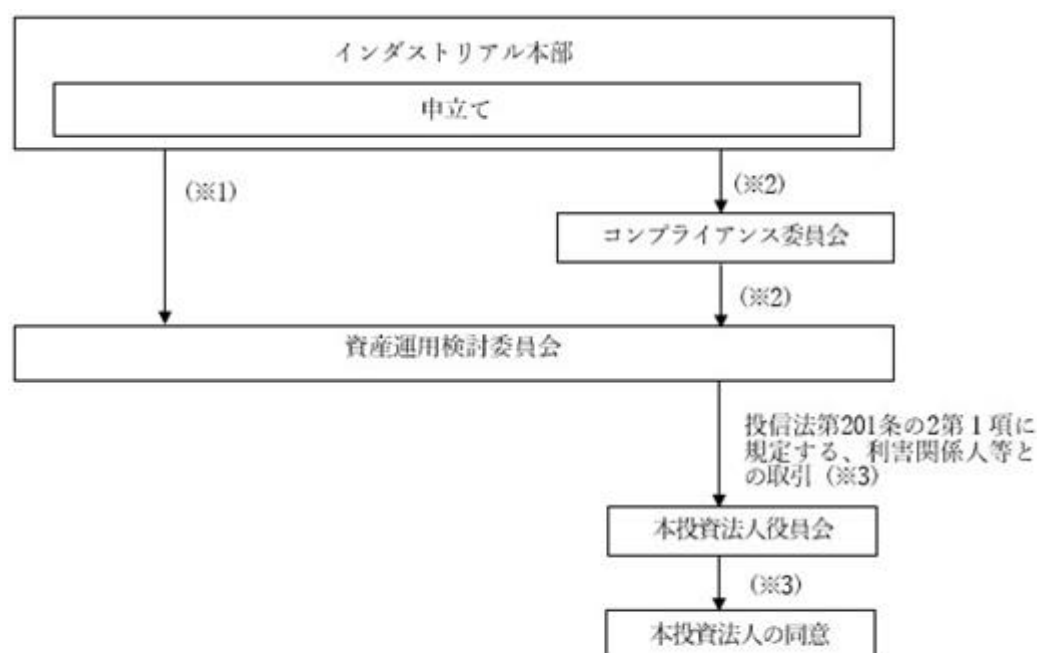 インダストリアル本部
申立て
(※1)
(※2)
コンプライアンス委員会
(※2)
資産運用検討委員会
投信法第201条の2第１項に
規定する、利害関係人等と
の取引（※3）
本投資法人役員会
(※3)
本投資法人の同意